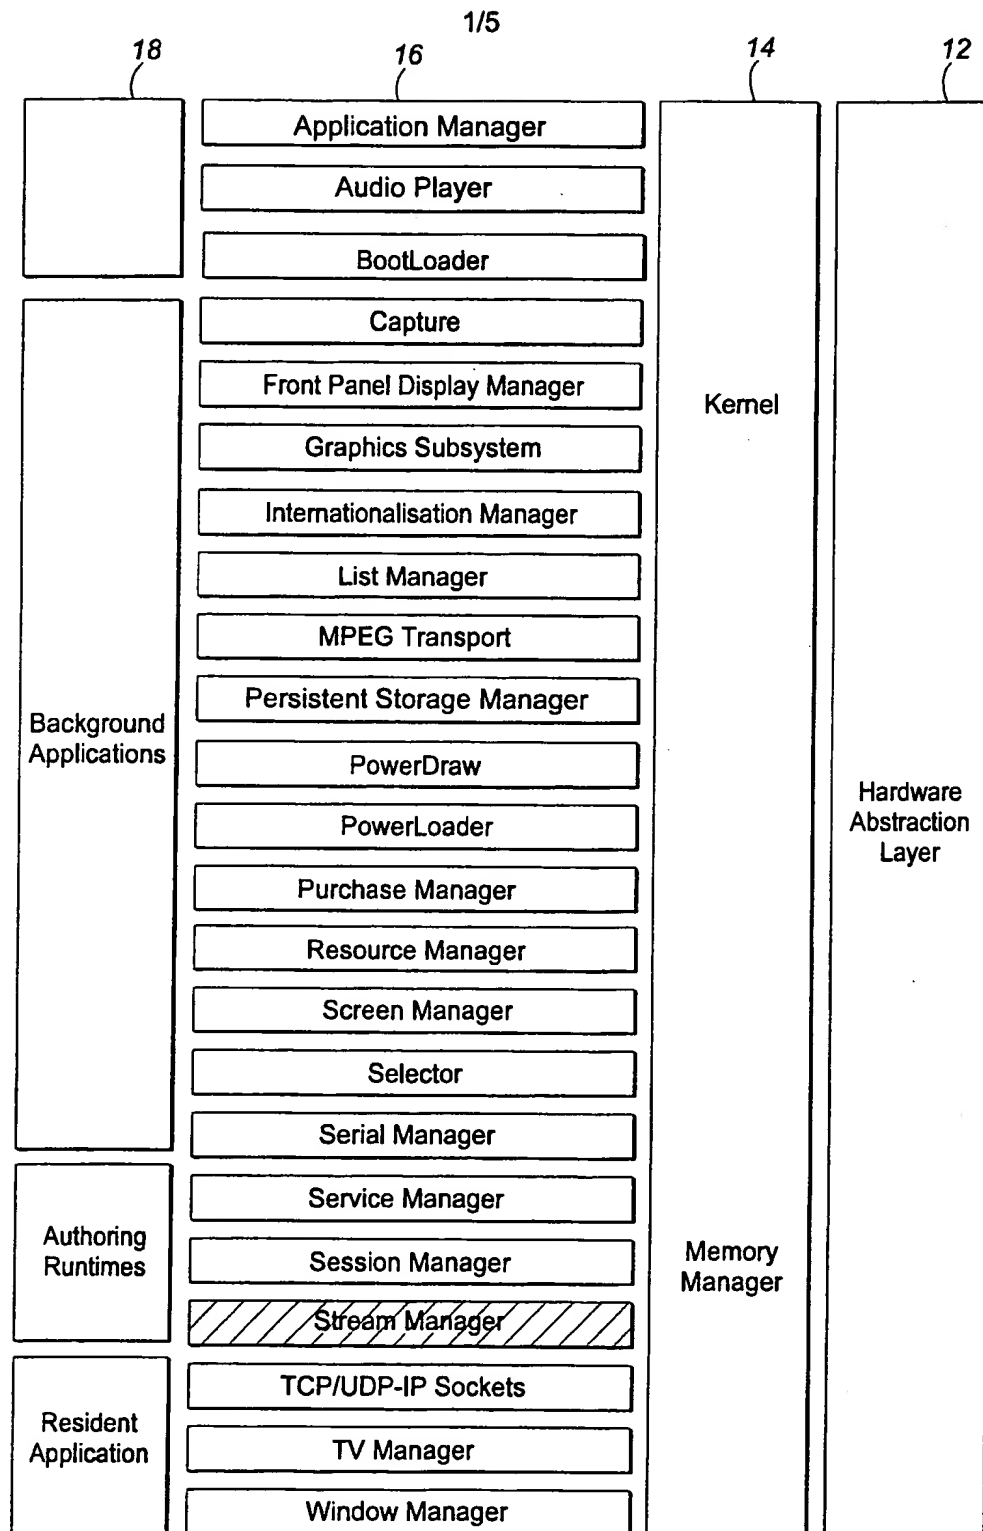 1/5
18
16
14
12
Application Manager
Audio Player
BootLoader
Capture
Front Panel Display Manager
Graphics Subsystem
Internationalisation Manager
List Manager
MPEG Transport
Persistent Storage Manager
PowerDraw
PowerLoader
Purchase Manager
Resource Manager
Screen Manager
Selector
Serial Manager
Service Manager
Session Manager
Stream Manager
TCP/UDP-IP Sockets
TV Manager
Window Manager
Background
Applications
Authoring
Runtimes
Resident
Application
Kernel
Memory
Manager
Hardware
Abstraction
Layer